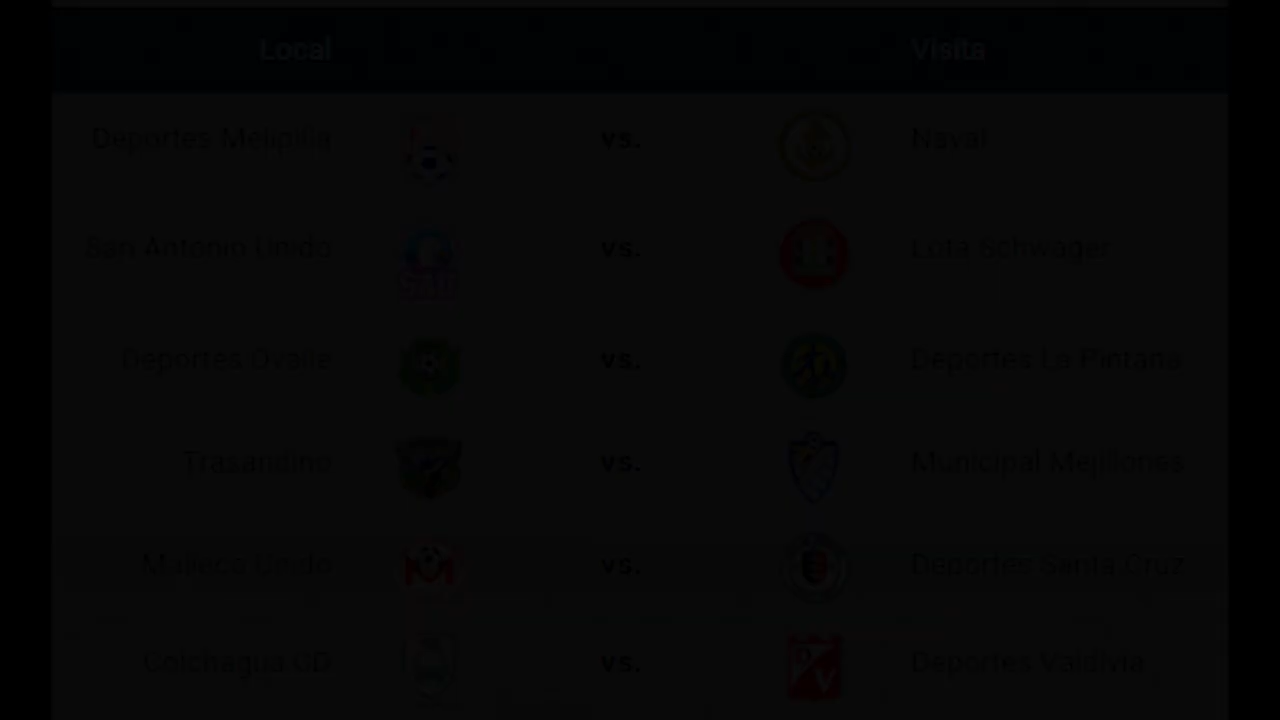 Local Visita
Deportes Melipilla vs. Naval
San Antonio Unido vs. Lota Schwager
Deportes Ovalle vs. Deportes La Pintana
Trasandino vs. Municipal Mejillones
Malleco Unido vs. Deportes Santa Cruz
Colchagua CD vs. Deportes Valdivia